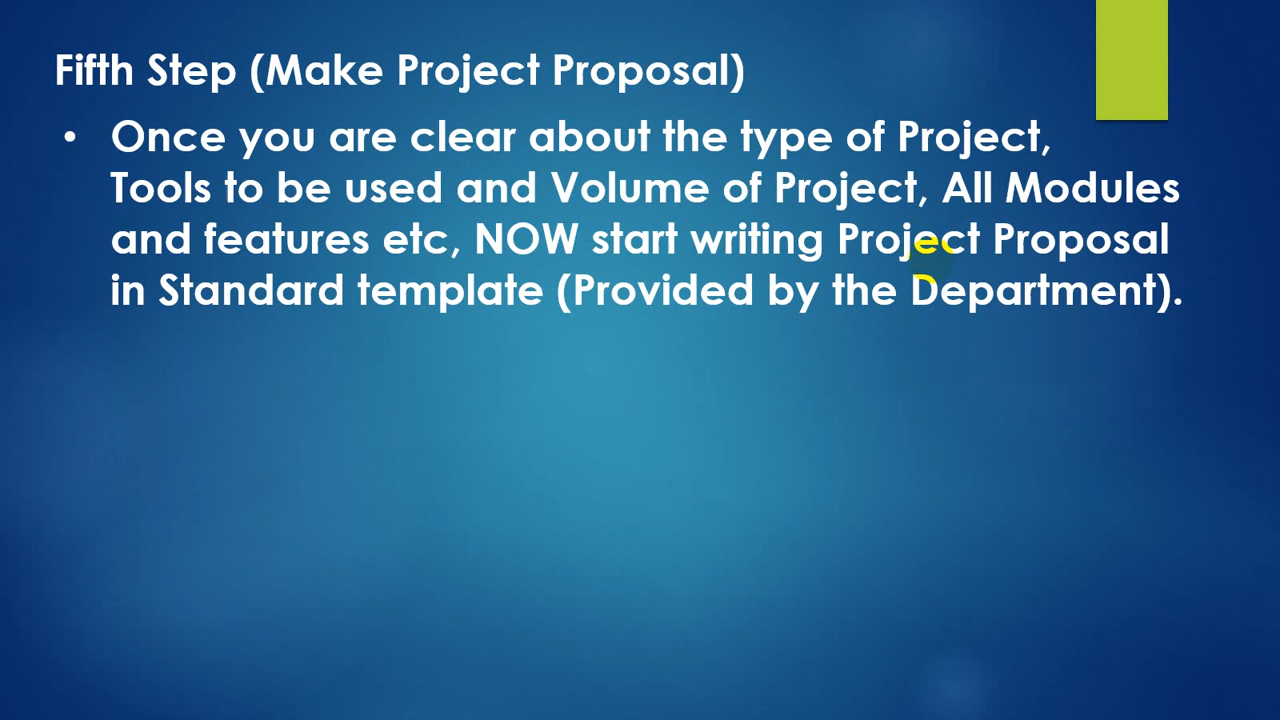 Fifth Step (Make Project Proposal)
• Once you are clear about the type of Project,
Tools to be used and Volume of Project, All Modules
and features etc, NOW start writing Project Proposal
in Standard template (Provided by the Department).